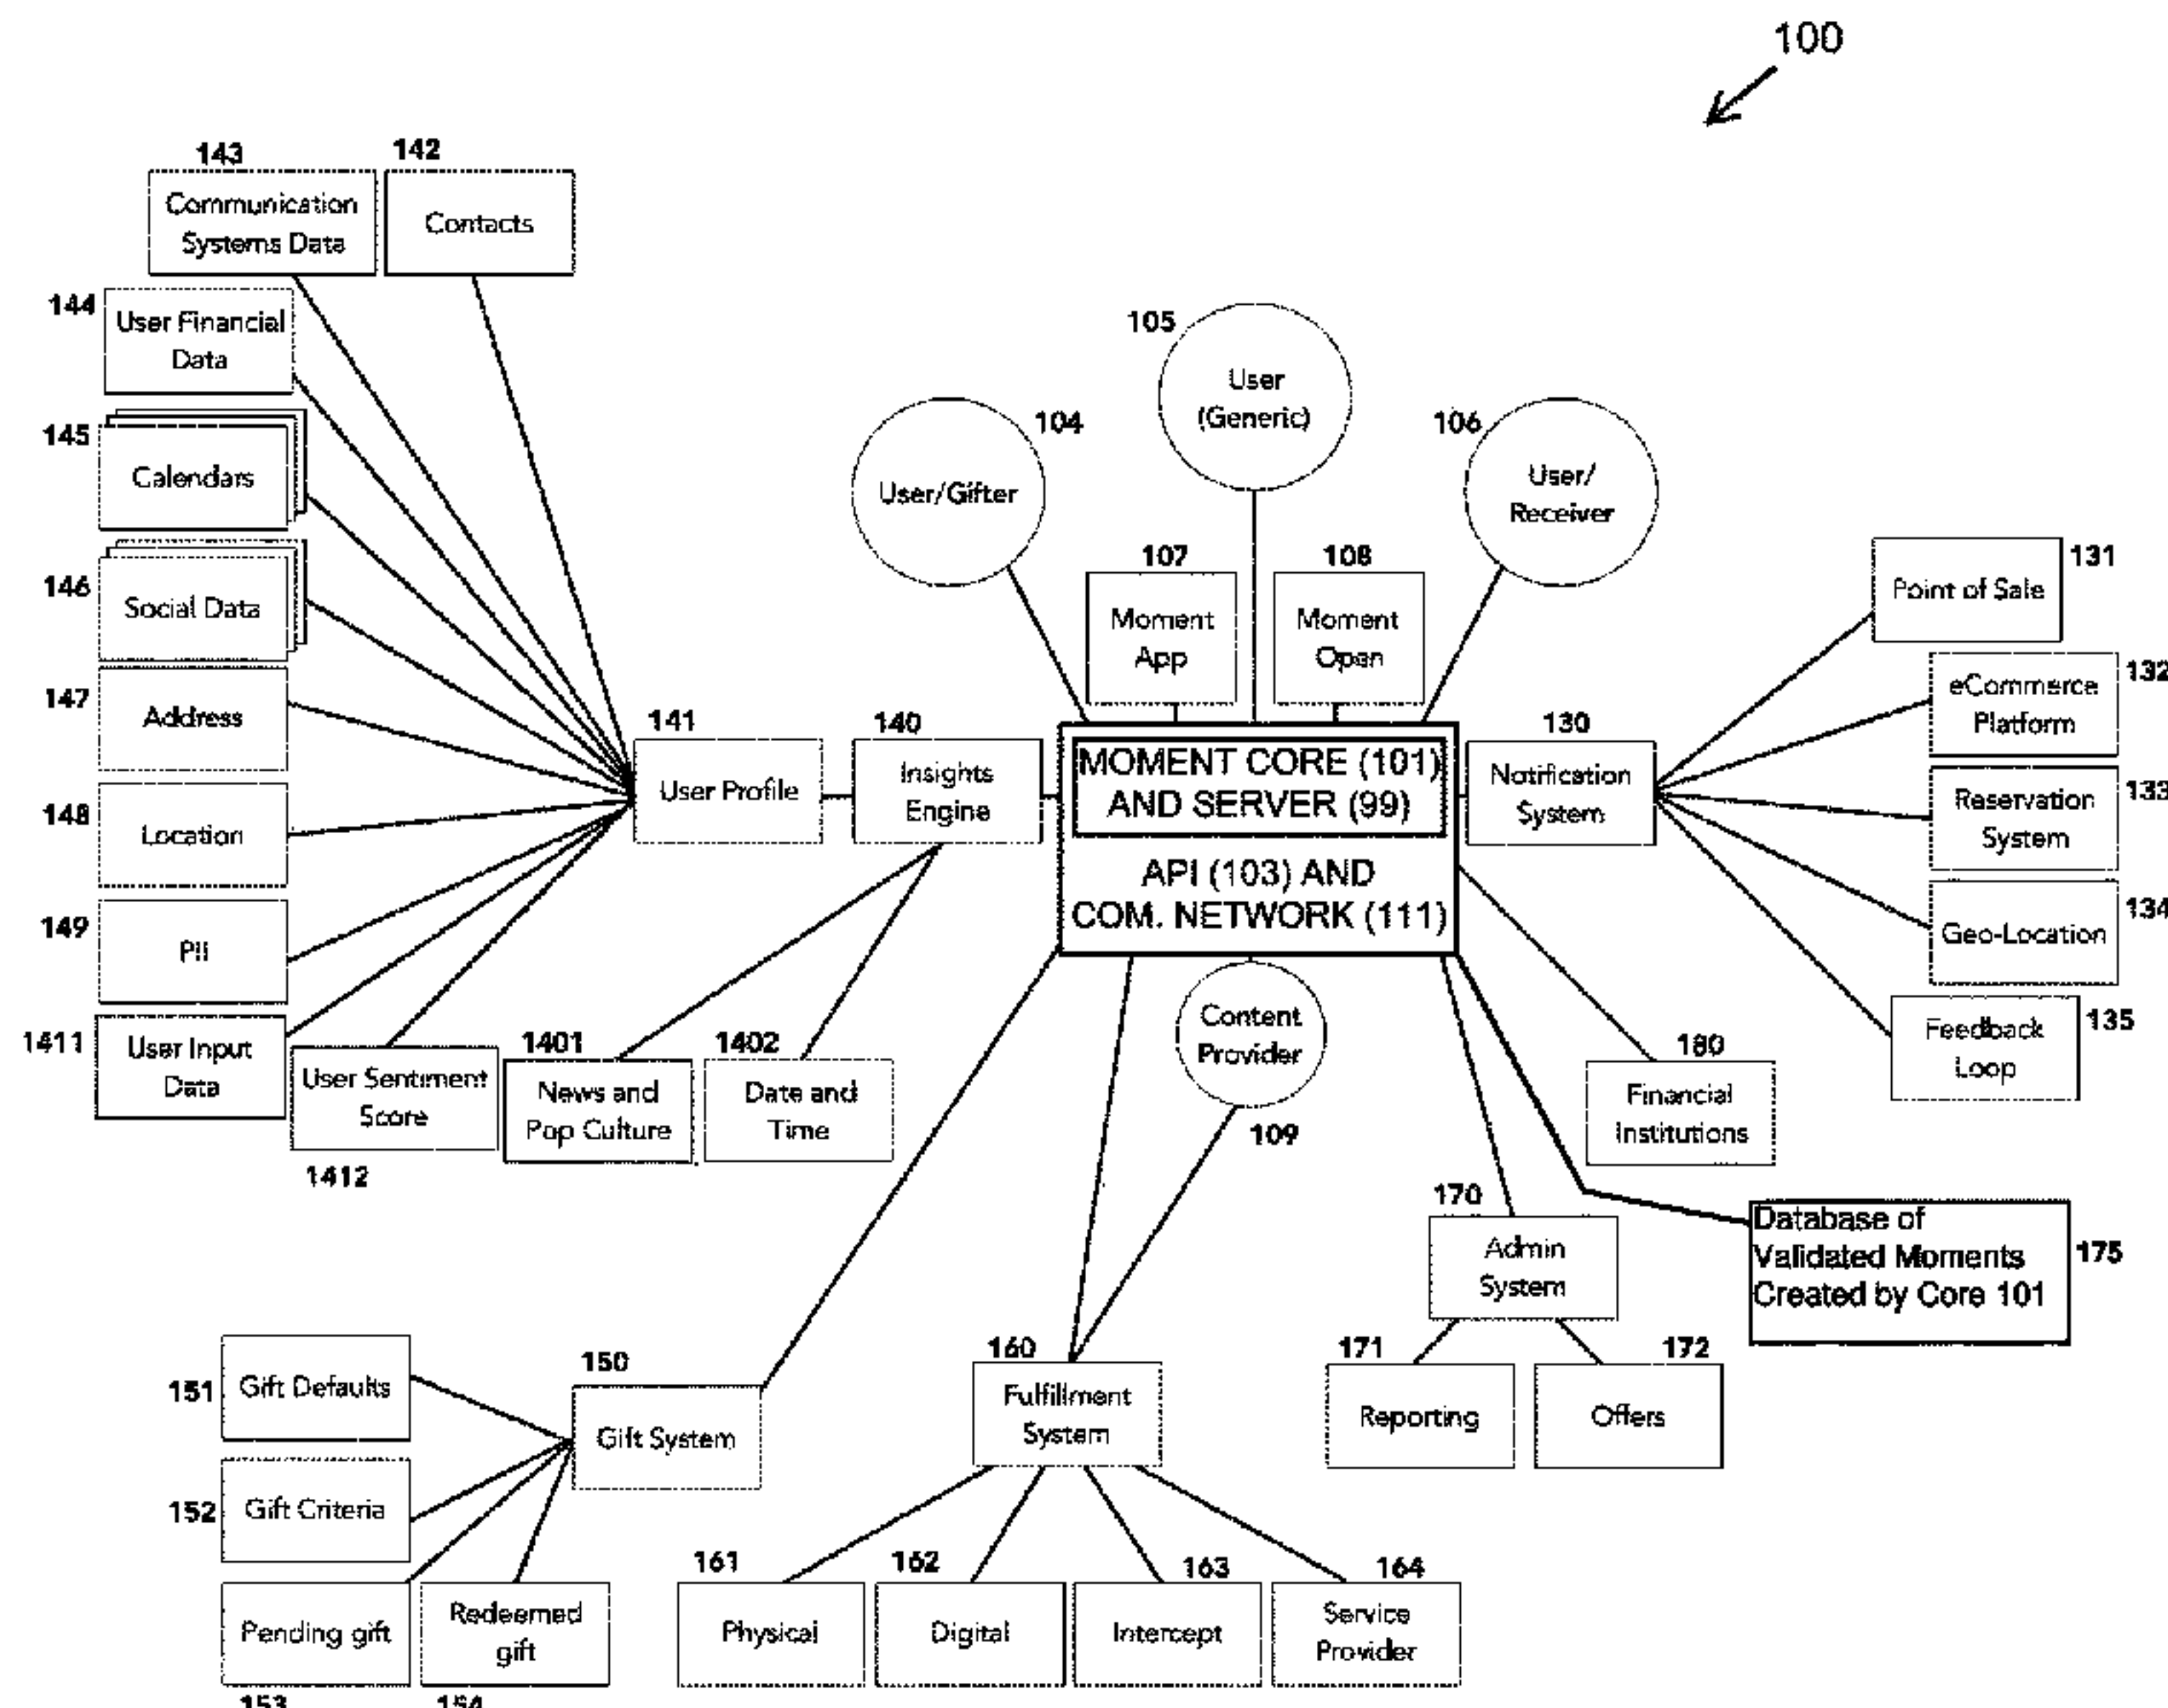 100
143
142
Communication
Systems Data
Contacts
144
User Financial
Data
105
User
(Generic)
104
User/Gifter
106
User/
Receiver
145
Calendars
146
Social Data
107
Moment
App
108
Moment
Open
131
Point of Sale
132
eCommerce
Platform
147
Address
141
User Profile
140
Insights
Engine
MOMENT CORE (101)
AND SERVER (99)
API (103) AND
COM. NETWORK (111)
130
Notification
System
133
Reservation
System
148
Location
134
Geo-Location
149
PII
135
Feedback
Loop
1411
User Input
Data
User Sentiment
Score
1412
1401
News and
Pop Culture
1402
Date and
Time
Content
Provider
109
180
Financial
Institutions
170
Admin
System
Database of
Validated Moments
Created by Core 101
175
171
Reporting
172
Offers
151
Gift Defaults
150
Gift System
160
Fulfillment
System
152
Gift Criteria
Pending gift
153
Redeemed
gift
154
161
Physical
162
Digital
163
Intercept
164
Service
Provider